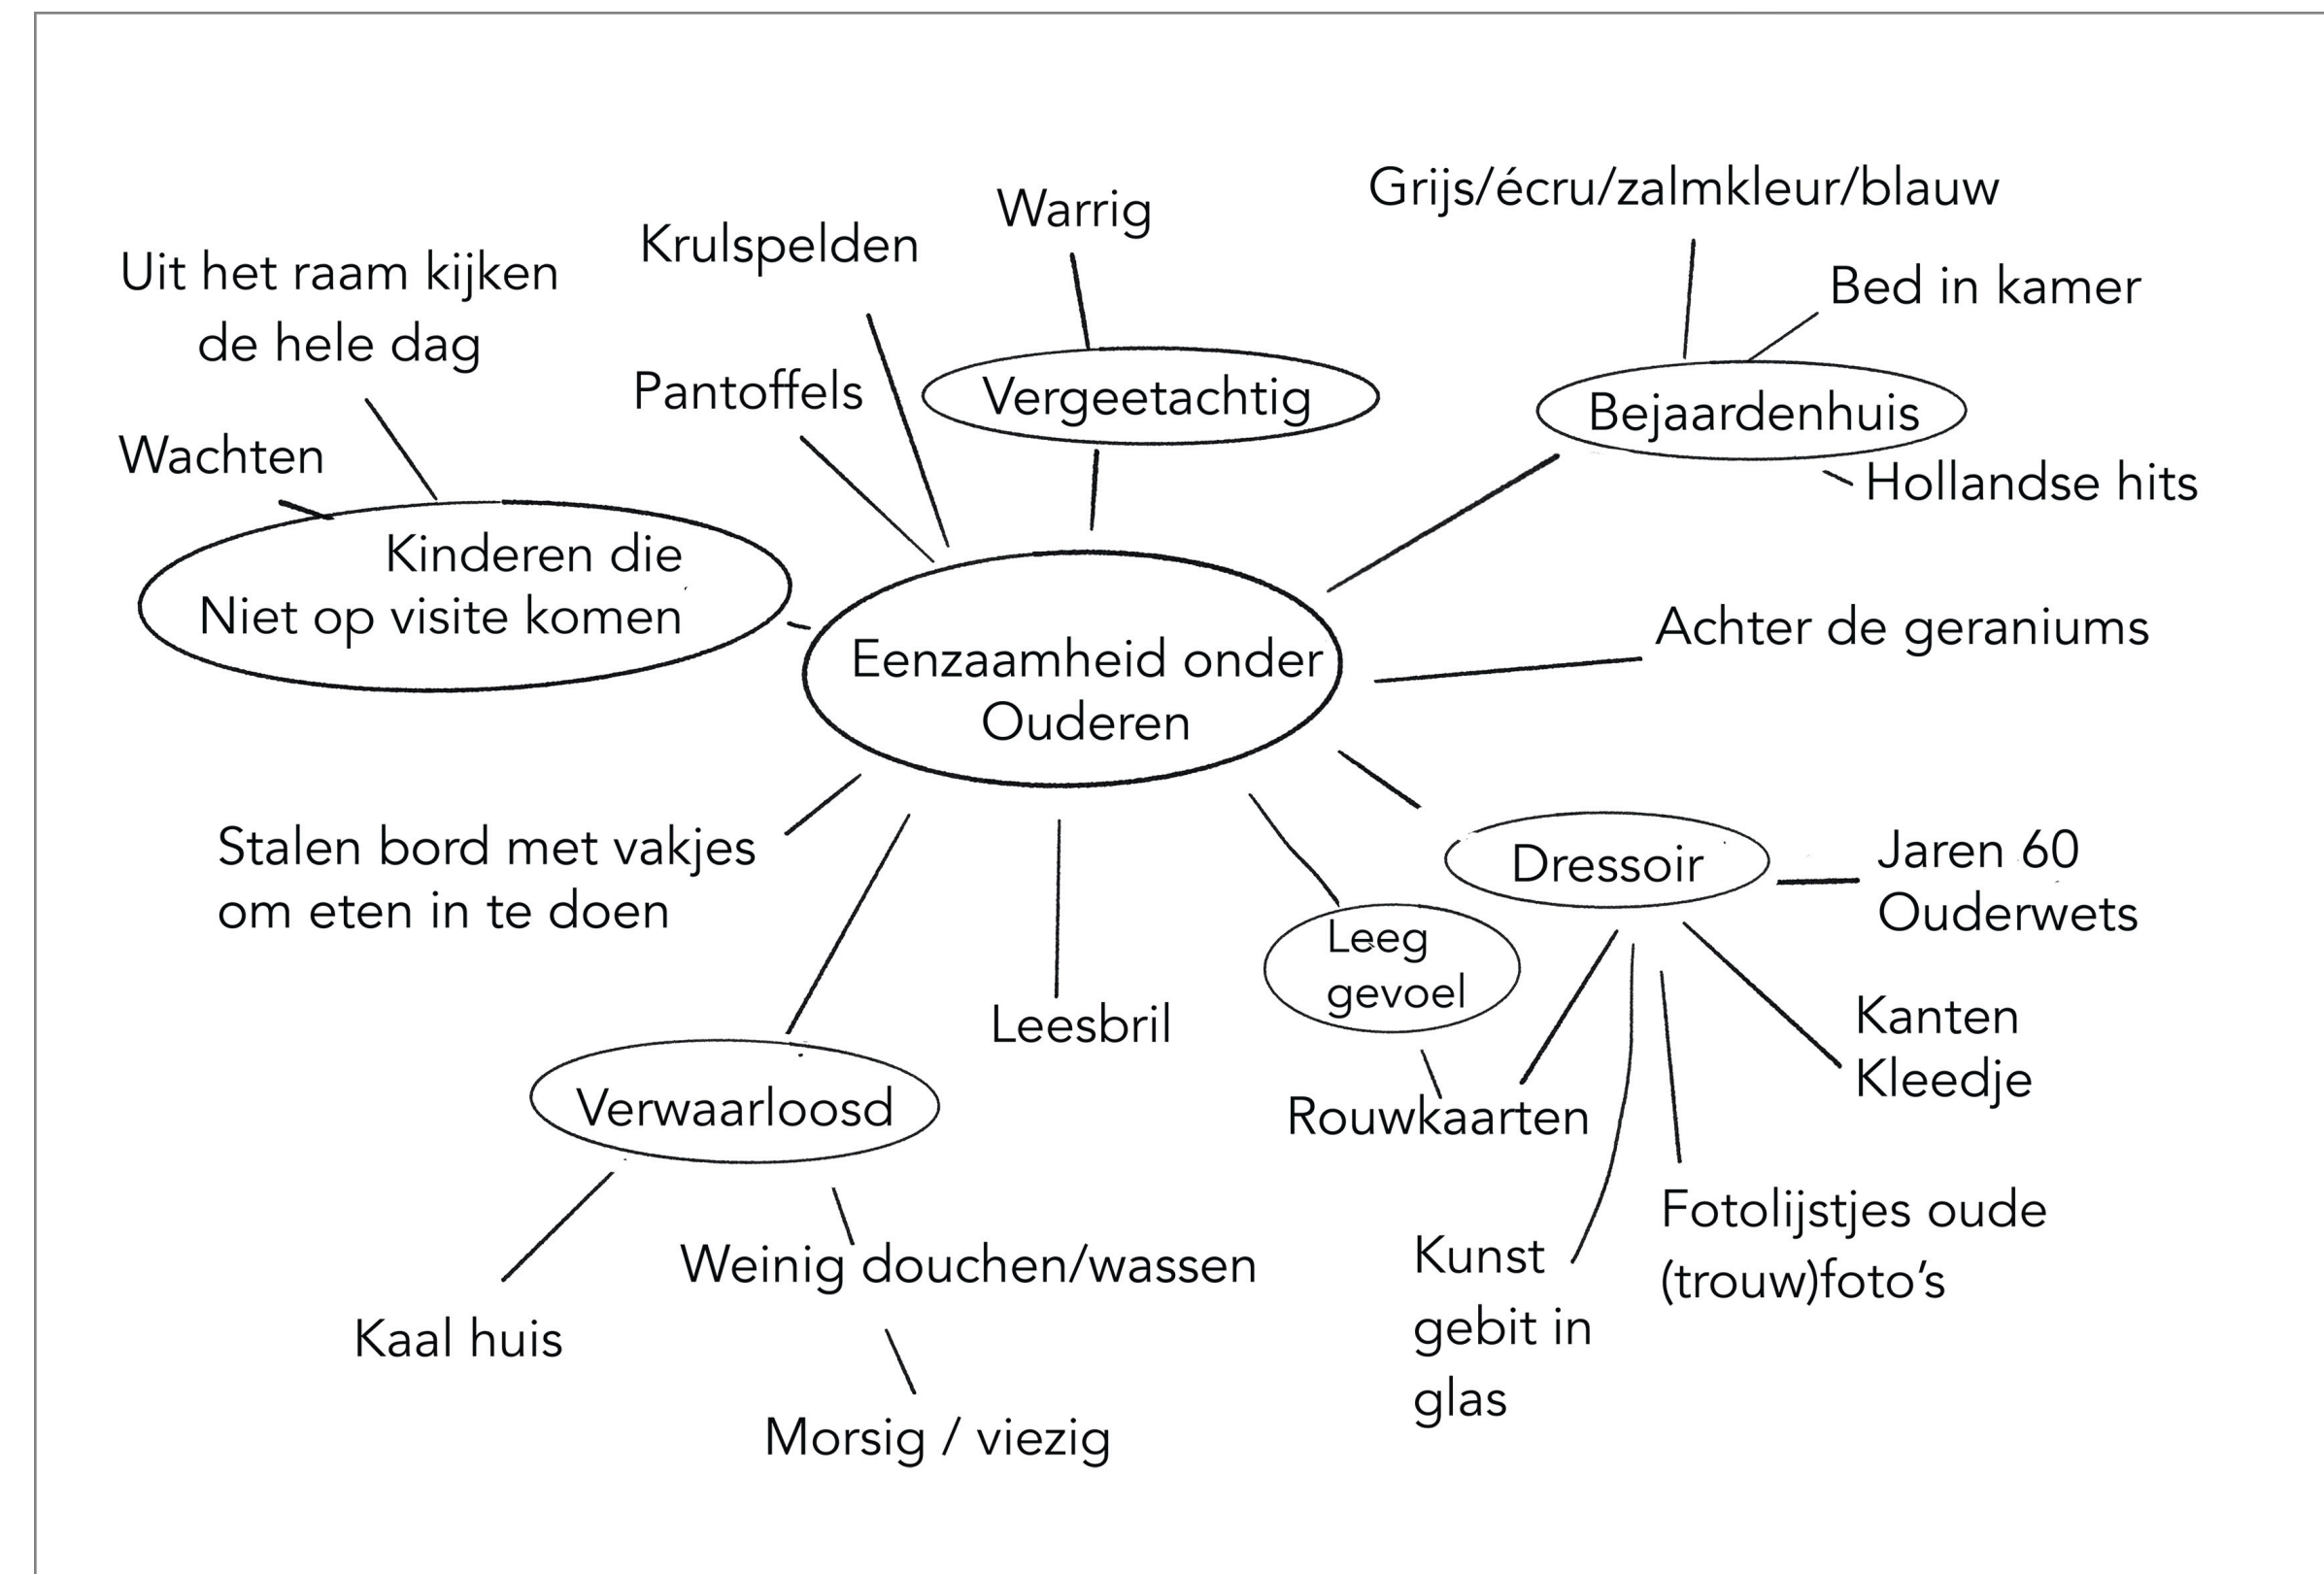 Grijs/écru/zalmkleur/blauw
Warrig
Krulspelden
Uit het raam kijken
de hele dag
Bed in kamer
Pantoffels
Vergeetachtig
Bejaardenhuis
Wachten
Hollandse hits
Kinderen die
Niet op visite komen
Achter de geraniums
Eenzaamheid onder
Ouderen
Stalen bord met vakjes
om eten in te doen
Dressoir
Jaren 60
Ouderwets
Leeg
gevoel
Leesbril
Kanten
Kleedje
Verwaarloosd
Rouwkaarten
Fotolijstjes oude
(trouw)foto’s
Weinig douchen/wassen
Kunst
gebit in
glas
Kaal huis
Morsig / viezig